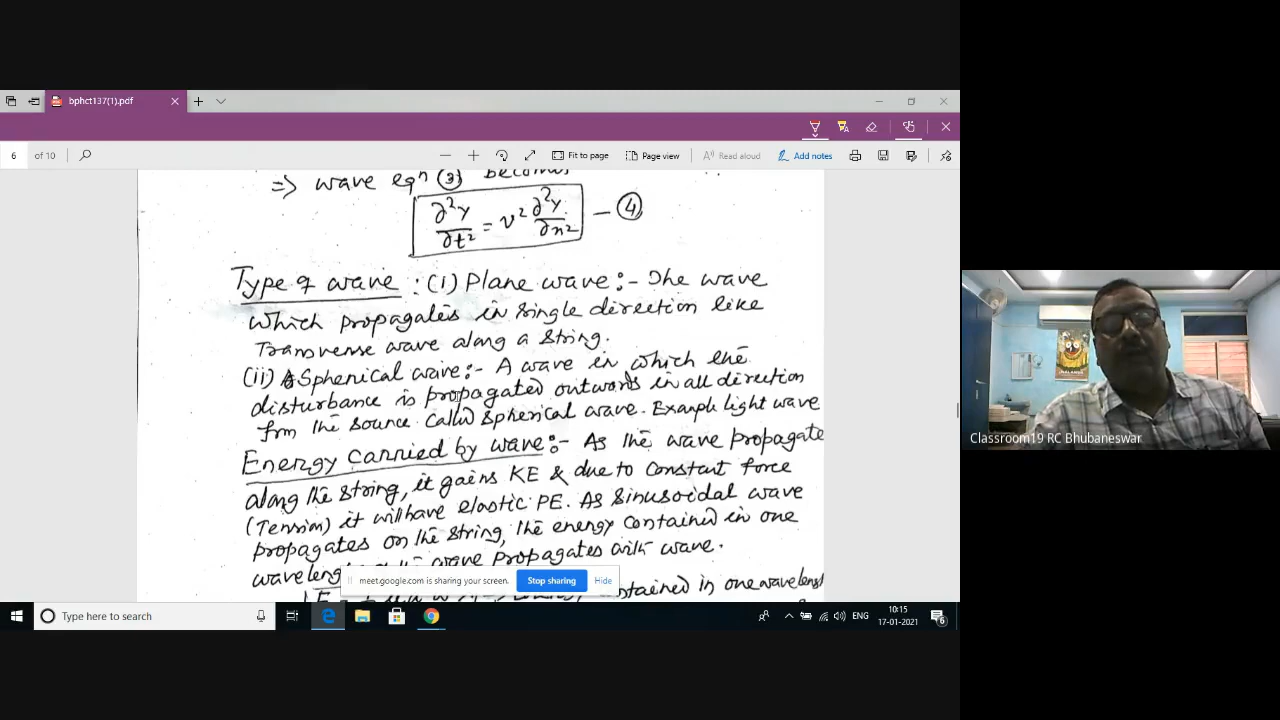 bphct137(1).pdf
6 of 10
Fit to page
Page view
Read aloud
Add notes
=> wave eqn (3) becomes
∂²y/∂t² = v² ∂²y/∂x² — (4)
Type of wave : (i) Plane wave :- The wave
which propagates in single direction like
Transverse wave along a string.
(ii) Spherical wave :- A wave in which the
disturbance is propagated outwords in all direction
from the source called spherical wave. Example light wave
Energy carried by wave :- As the wave propagate
along the string, it gains KE & due to constant force
(Tension) it will have elastic PE. As sinusoidal wave
propagates on the string, the energy contained in one
wavelength of the wave propagates with wave.
contained in one wavelength
meet.google.com is sharing your screen.
Stop sharing
Hide
Type here to search
ENG
10:15
17-01-2021
6
Classroom19 RC Bhubaneswar